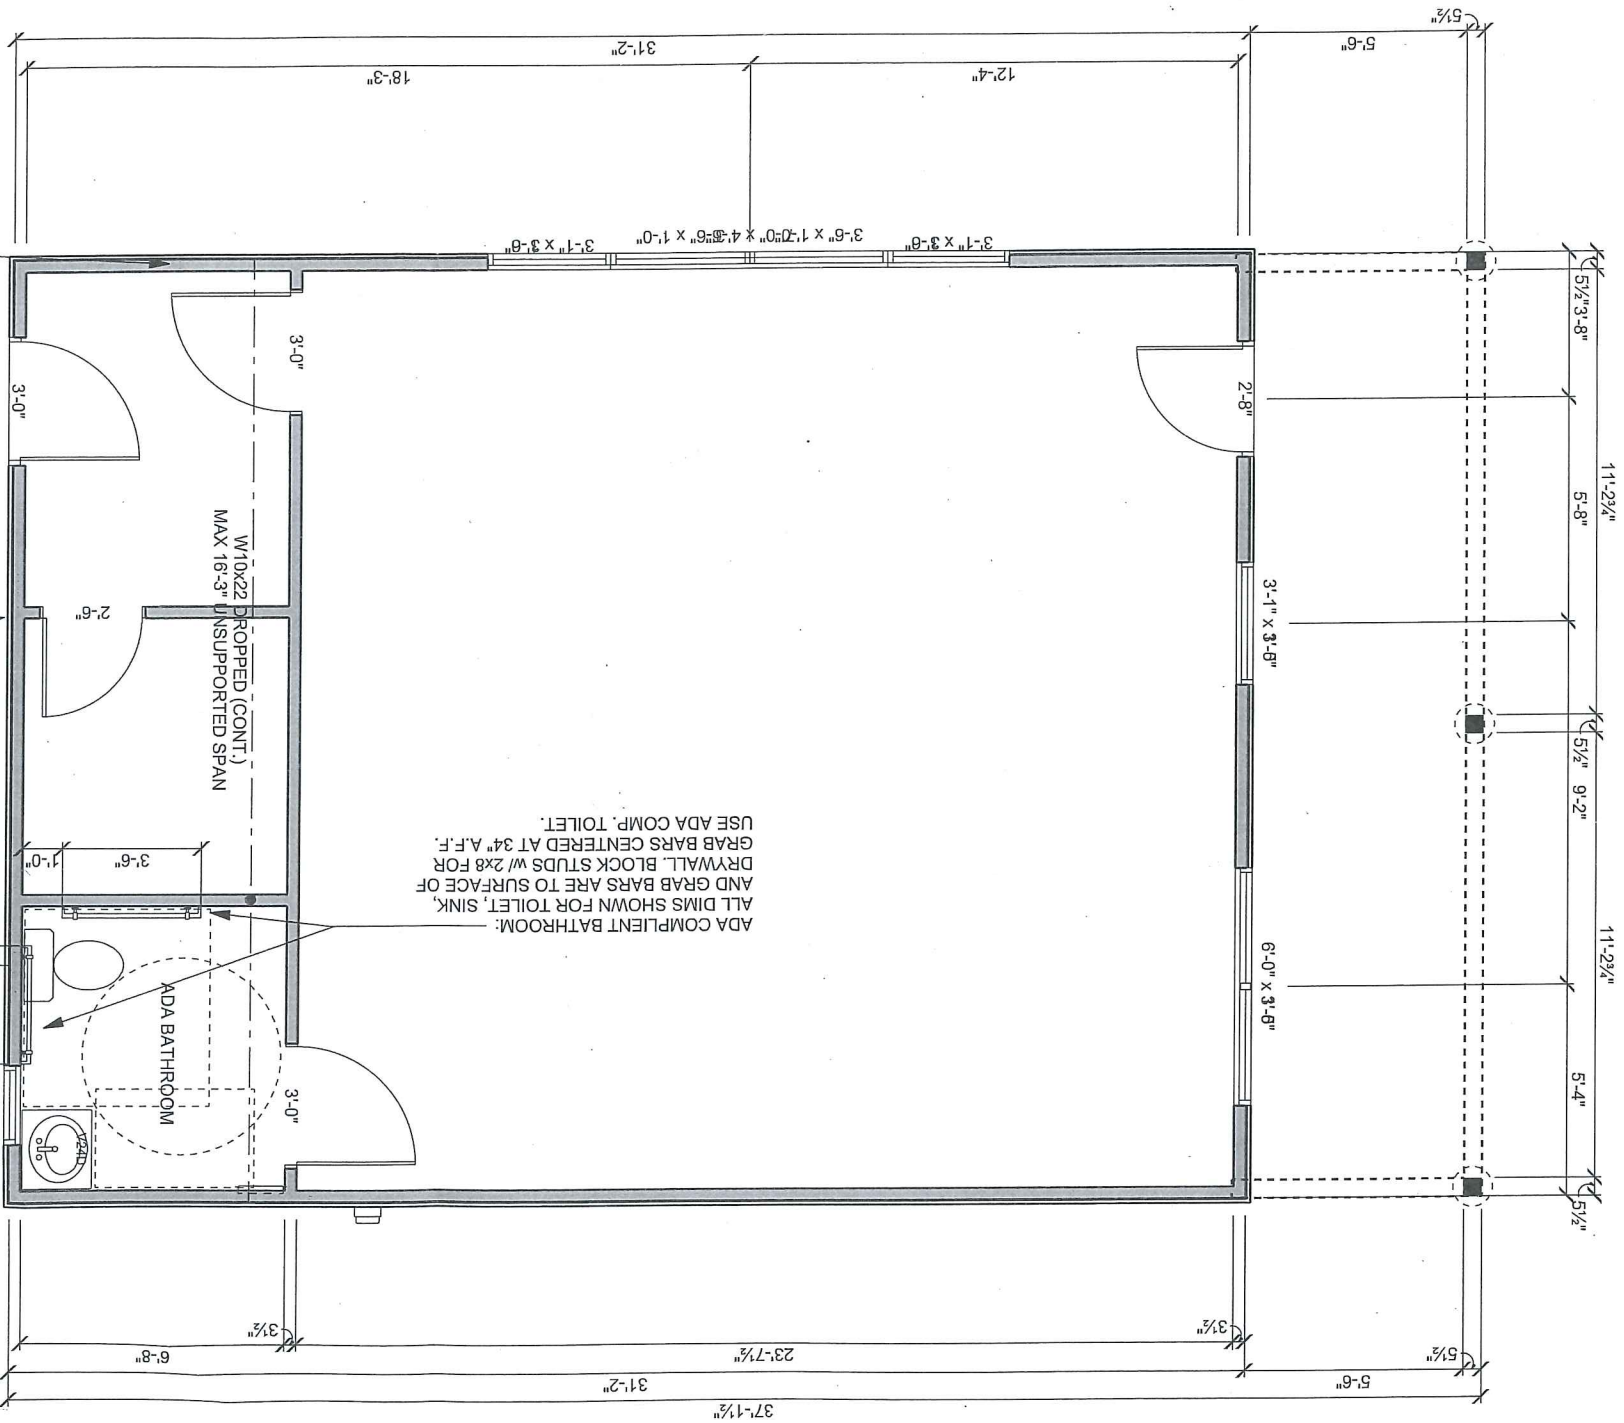 37'-1½"
31'-2"
5'-6"
5½"
23'-7½"
6'-8"
3½"
3½"
5½"
5'-4"
11'-2¾"
9'-2"
5½"
5'-8"
11'-2¾"
5½"
3'-8"
6'-0" x 3'-6"
3'-1" x 3'-6"
2'-8"
ADA COMPLIENT BATHROOM:
ALL DIMS SHOWN FOR TOILET, SINK,
AND GRAB BARS ARE TO SURFACE OF
DRYWALL. BLOCK STUDS w/ 2x8 FOR
GRAB BARS CENTERED AT 34" A.F.F.
USE ADA COMP. TOILET.
ADA BATHROOM
3'-0"
V24D
3'-6"
1'-0"
W10x22 DROPPED (CONT.)
MAX 16'-3" UNSUPPORTED SPAN
2'-6"
3'-0"
3'-0"
3'-1" x 3'-6"
3'-6" x 1'-0"
3'-1" x 3'-6"
12'-4"
18'-3"
31'-2"
5'-6"
5½"